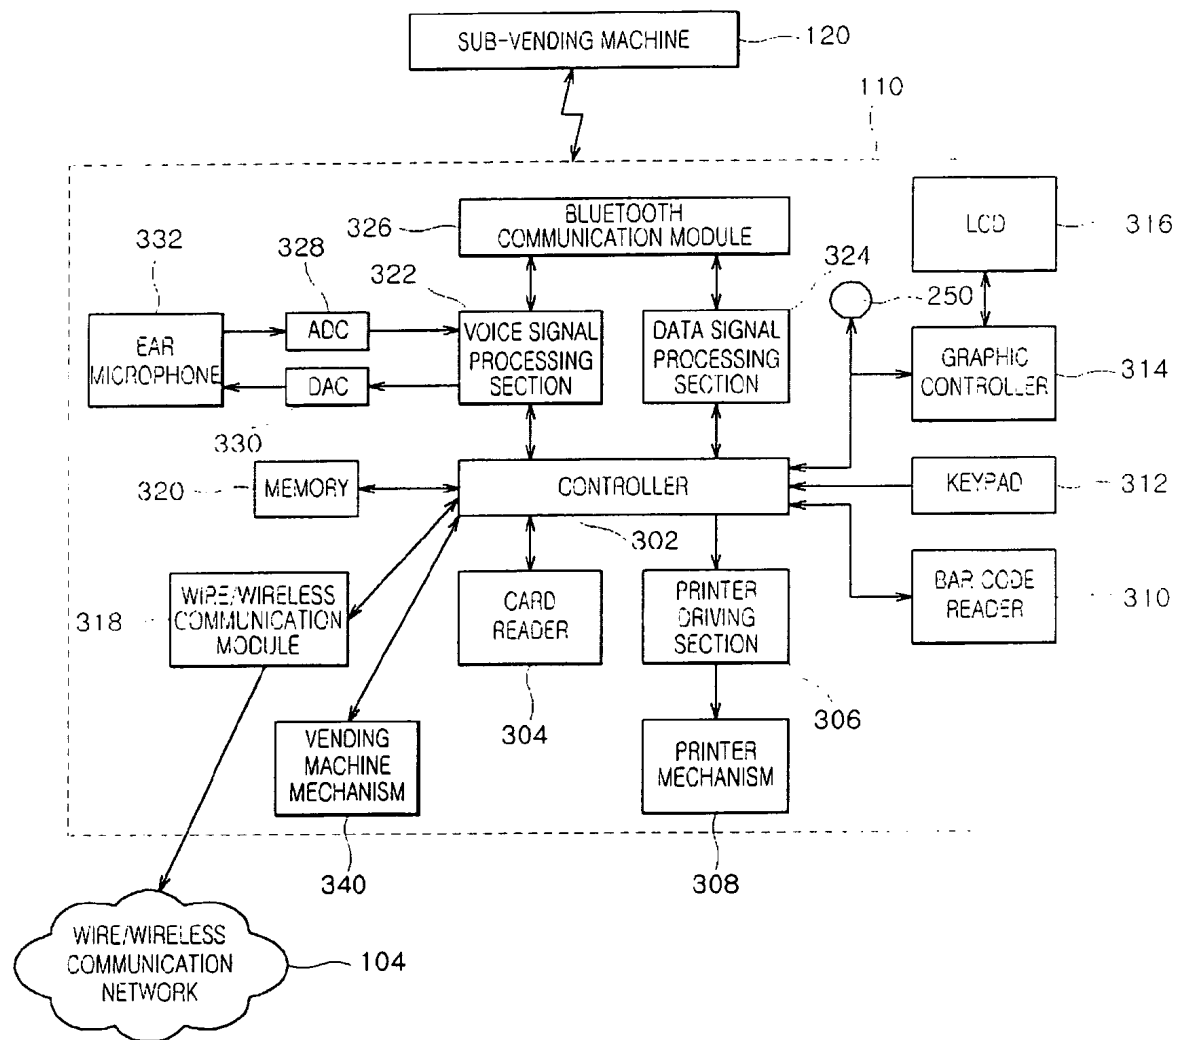 SUB-VENDING MACHINE
120
110
BLUETOOTH
COMMUNICATION MODULE
326
LCD
316
332
328
322
324
250
EAR
MICROPHONE
ADC
DAC
330
VOICE SIGNAL
PROCESSING
SECTION
DATA SIGNAL
PROCESSING
SECTION
GRAPHIC
CONTROLLER
314
320
MEMORY
CONTROLLER
302
KEYPAD
312
318
WIRE/WIRELESS
COMMUNICATION
MODULE
CARD
READER
304
PRINTER
DRIVING
SECTION
306
BAR CODE
READER
310
VENDING
MACHINE
MECHANISM
340
PRINTER
MECHANISM
308
WIRE/WIRELESS
COMMUNICATION
NETWORK
104